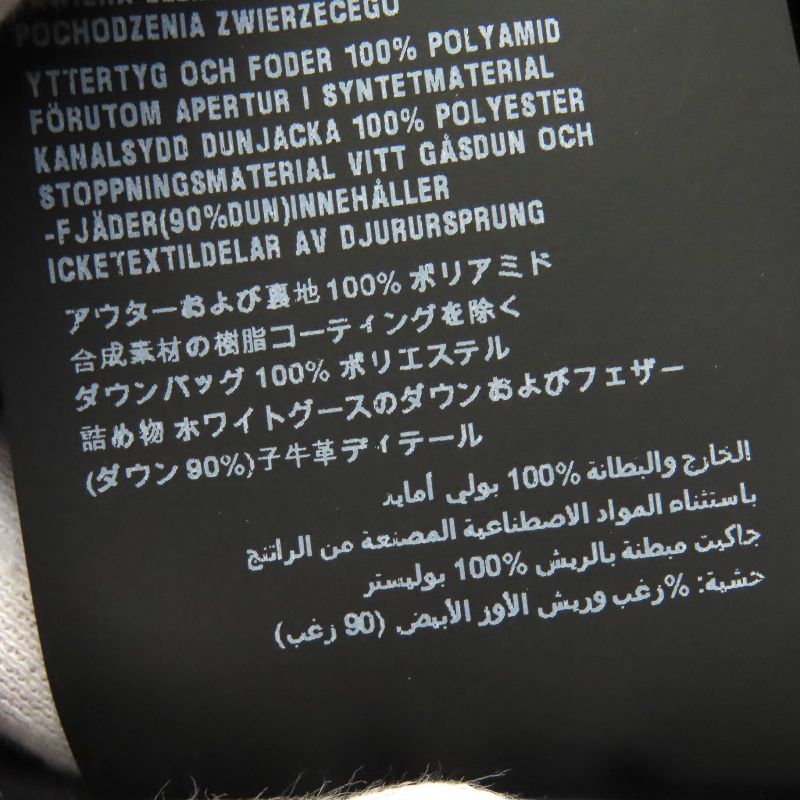 POCHODZENIA ZWIERZECEGO
YTTERTYG OCH FODER 100% POLYAMID
FÖRUTOM APERTUR I SYNTETMATERIAL
KANALSYDD DUNJACKA 100% POLYESTER
STOPPNINGSMATERIAL VITT GÅSDUN OCH
-FJÄDER(90%DUN)INNEHÅLLER
ICKETEXTILDELAR AV DJURURSPRUNG
アウターおよび裏地100% ポリアミド
合成素材の樹脂コーティングを除く
ダウンバッグ 100% ポリエステル
詰め物 ホワイトグースのダウンおよびフェザー
(ダウン 90%)子牛革ディテール
الخارج والبطانة %100 بولي أمايد
باستثناء المواد الاصطناعية المصنعة من الراتنج
جاكيت مبطنة بالريش %100 بوليستر
حشية: %زغب وريش الأوز الأبيض (90 زغب)